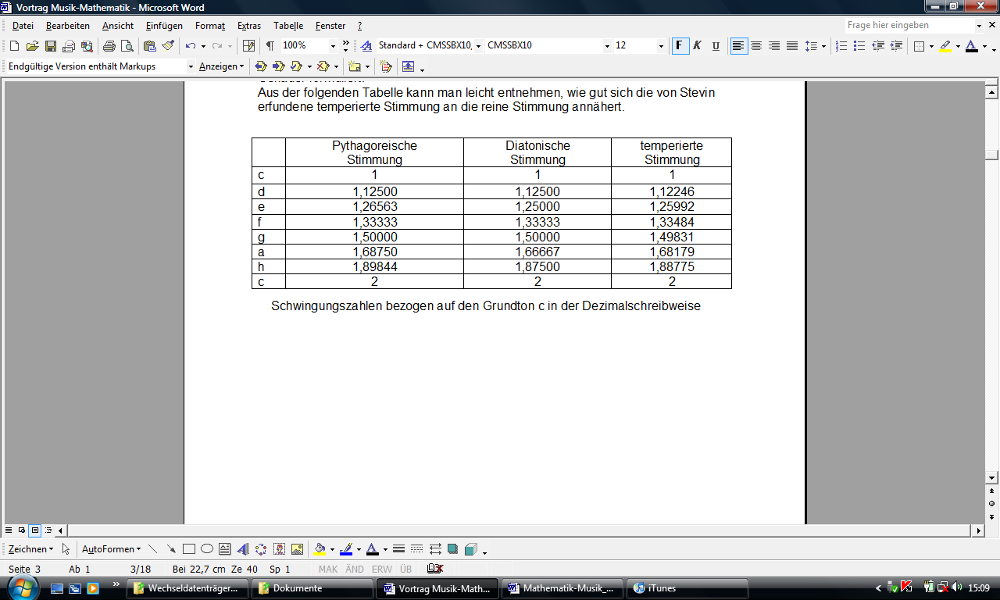 Vortrag Musik-Mathematik - Microsoft Word
Datei Bearbeiten Ansicht Einfügen Format Extras Tabelle Fenster ?
Frage hier eingeben
100% Standard + CMSSBX10, CMSSBX10 12 F K U
Endgültige Version enthält Markups Anzeigen
Aus der folgenden Tabelle kann man leicht entnehmen, wie gut sich die von Stevin
erfundene temperierte Stimmung an die reine Stimmung annähert.
Pythagoreische Diatonische temperierte
Stimmung Stimmung Stimmung
c 1 1 1
d 1,12500 1,12500 1,12246
e 1,26563 1,25000 1,25992
f 1,33333 1,33333 1,33484
g 1,50000 1,50000 1,49831
a 1,68750 1,66667 1,68179
h 1,89844 1,87500 1,88775
c 2 2 2
Schwingungszahlen bezogen auf den Grundton c in der Dezimalschreibweise
Zeichnen AutoFormen
Seite 3 Ab 1 3/18 Bei 22,7 cm Ze 40 Sp 1 MAK ÄND ERW ÜB
Wechseldatenträger... Dokumente Vortrag Musik-Math... Mathematik-Musik_... iTunes 15:09